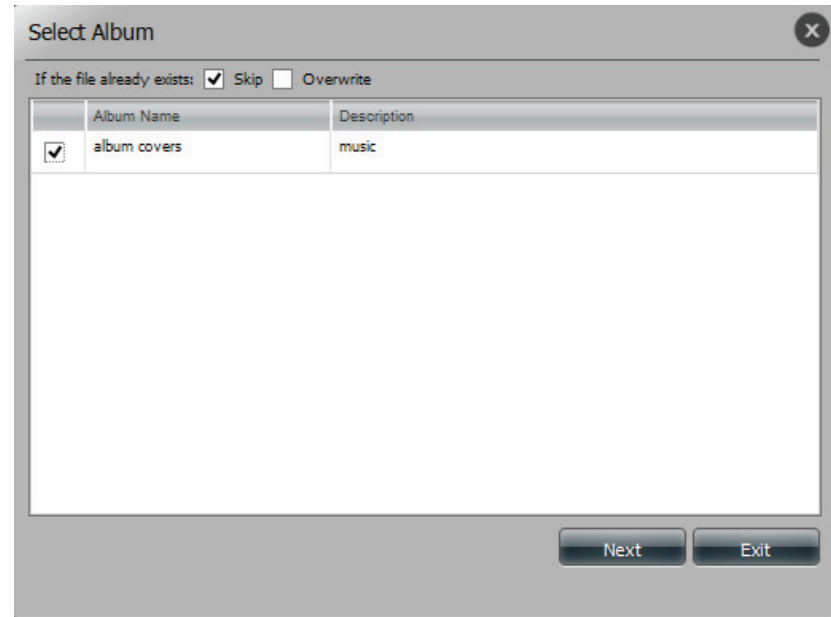 Select Album
If the file already exists: Skip Overwrite
Album Name Description
album covers music
Next Exit